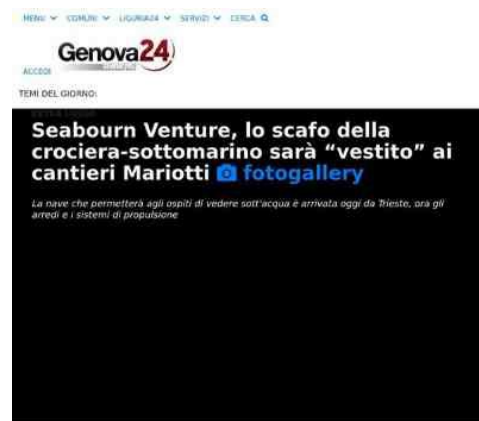 MENU COMUNI LIGURIA24 SERVIZI CERCA
Genova24
ACCEDI
TEMI DEL GIORNO:
Seabourn Venture, lo scafo della
crociera-sottomarino sarà “vestito” ai
cantieri Mariotti fotogallery
La nave che permetterà agli ospiti di vedere sott'acqua è arrivata oggi da Trieste, ora gli
arredi e i sistemi di propulsione